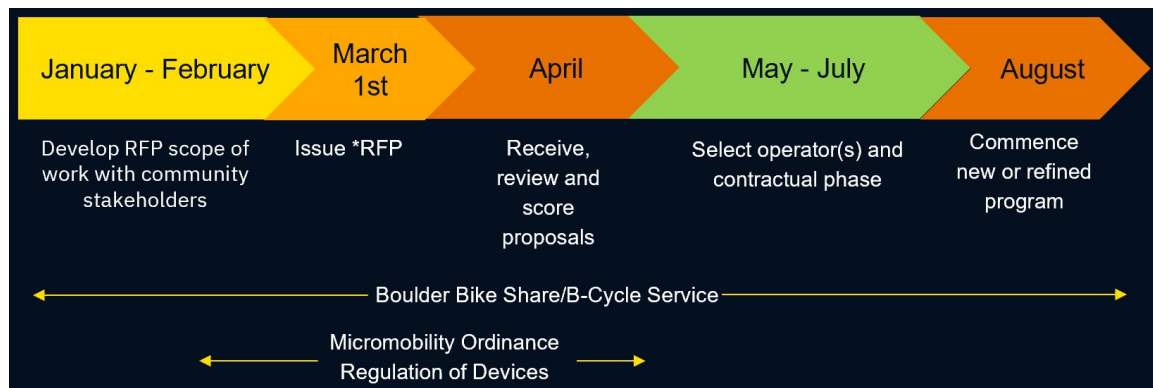 January - February
March
1st
April
May - July
August
Develop RFP scope of
work with community
stakeholders
Issue *RFP
Receive,
review and
score
proposals
Select operator(s) and
contractual phase
Commence
new or refined
program
Boulder Bike Share/B-Cycle Service
Micromobility Ordinance
Regulation of Devices